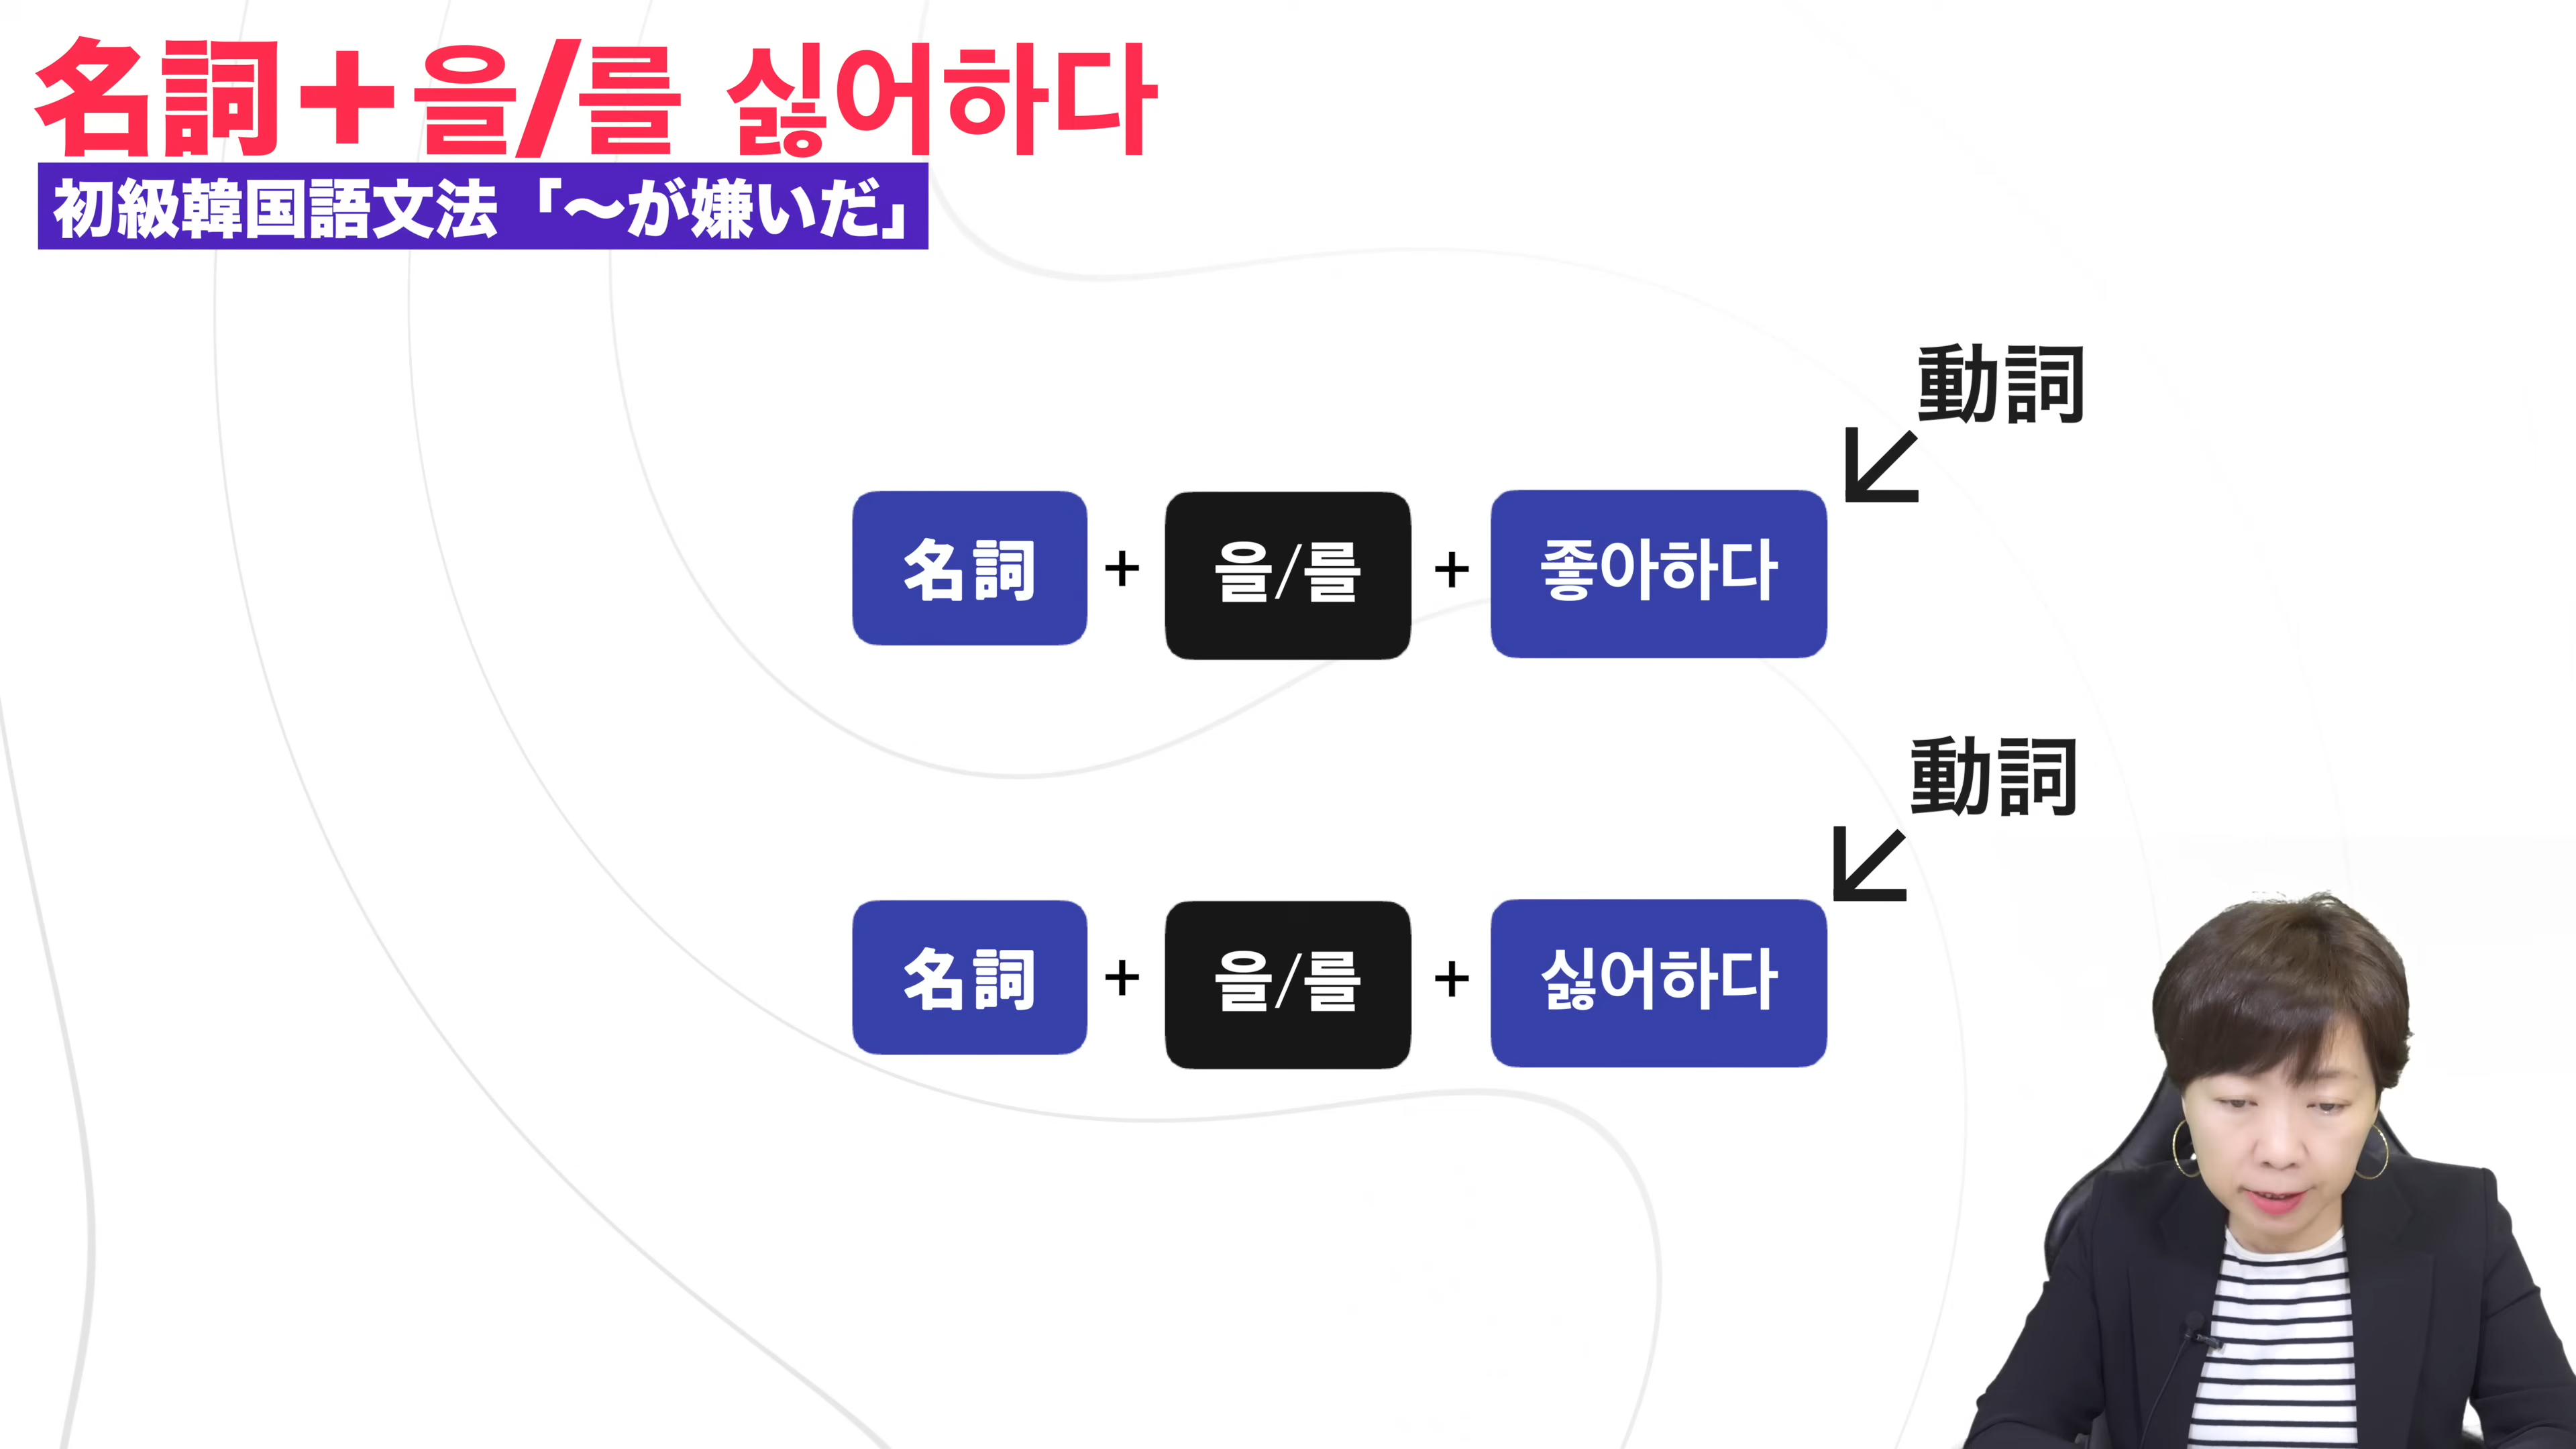 名詞+을/를 싫어하다
初級韓国語文法「〜が嫌いだ」
動詞
名詞 + 을/를 + 좋아하다
動詞
名詞 + 을/를 + 싫어하다